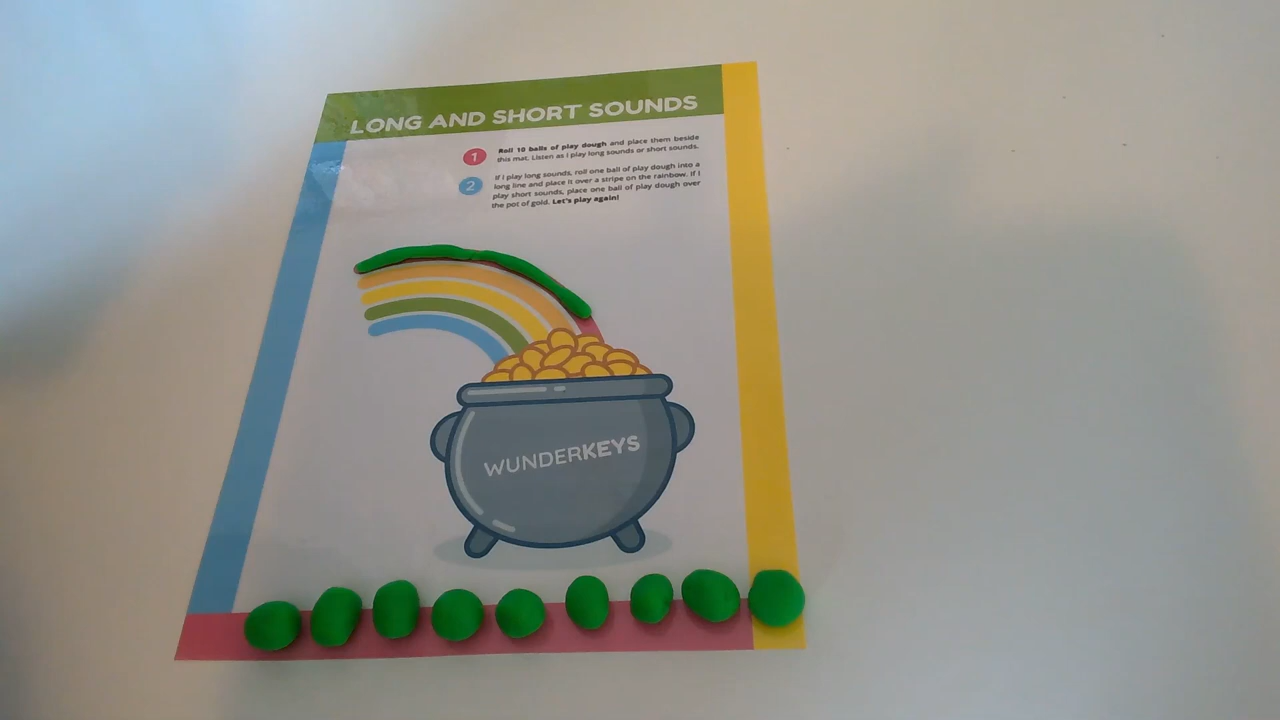 LONG AND SHORT SOUNDS
1 Roll 10 balls of play dough and place them beside
this mat. Listen as I play long sounds or short sounds.
2 If I play long sounds, roll one ball of play dough into a
long line and place it over a stripe on the rainbow. If I
play short sounds, place one ball of play dough over
the pot of gold. Let's play again!
WUNDERKEYS